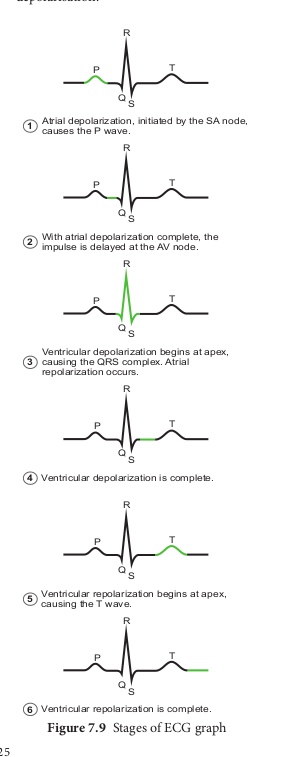 depolarisation.
R
P
T
Q
S
1 Atrial depolarization, initiated by the SA node,
causes the P wave.
R
P
T
Q
S
2 With atrial depolarization complete, the
impulse is delayed at the AV node.
R
P
T
Q
S
Ventricular depolarization begins at apex,
3 causing the QRS complex. Atrial
repolarization occurs.
R
P
T
Q
S
4 Ventricular depolarization is complete.
R
P
T
Q
S
5 Ventricular repolarization begins at apex,
causing the T wave.
R
P
T
Q
S
6 Ventricular repolarization is complete.
Figure 7.9 Stages of ECG graph
25